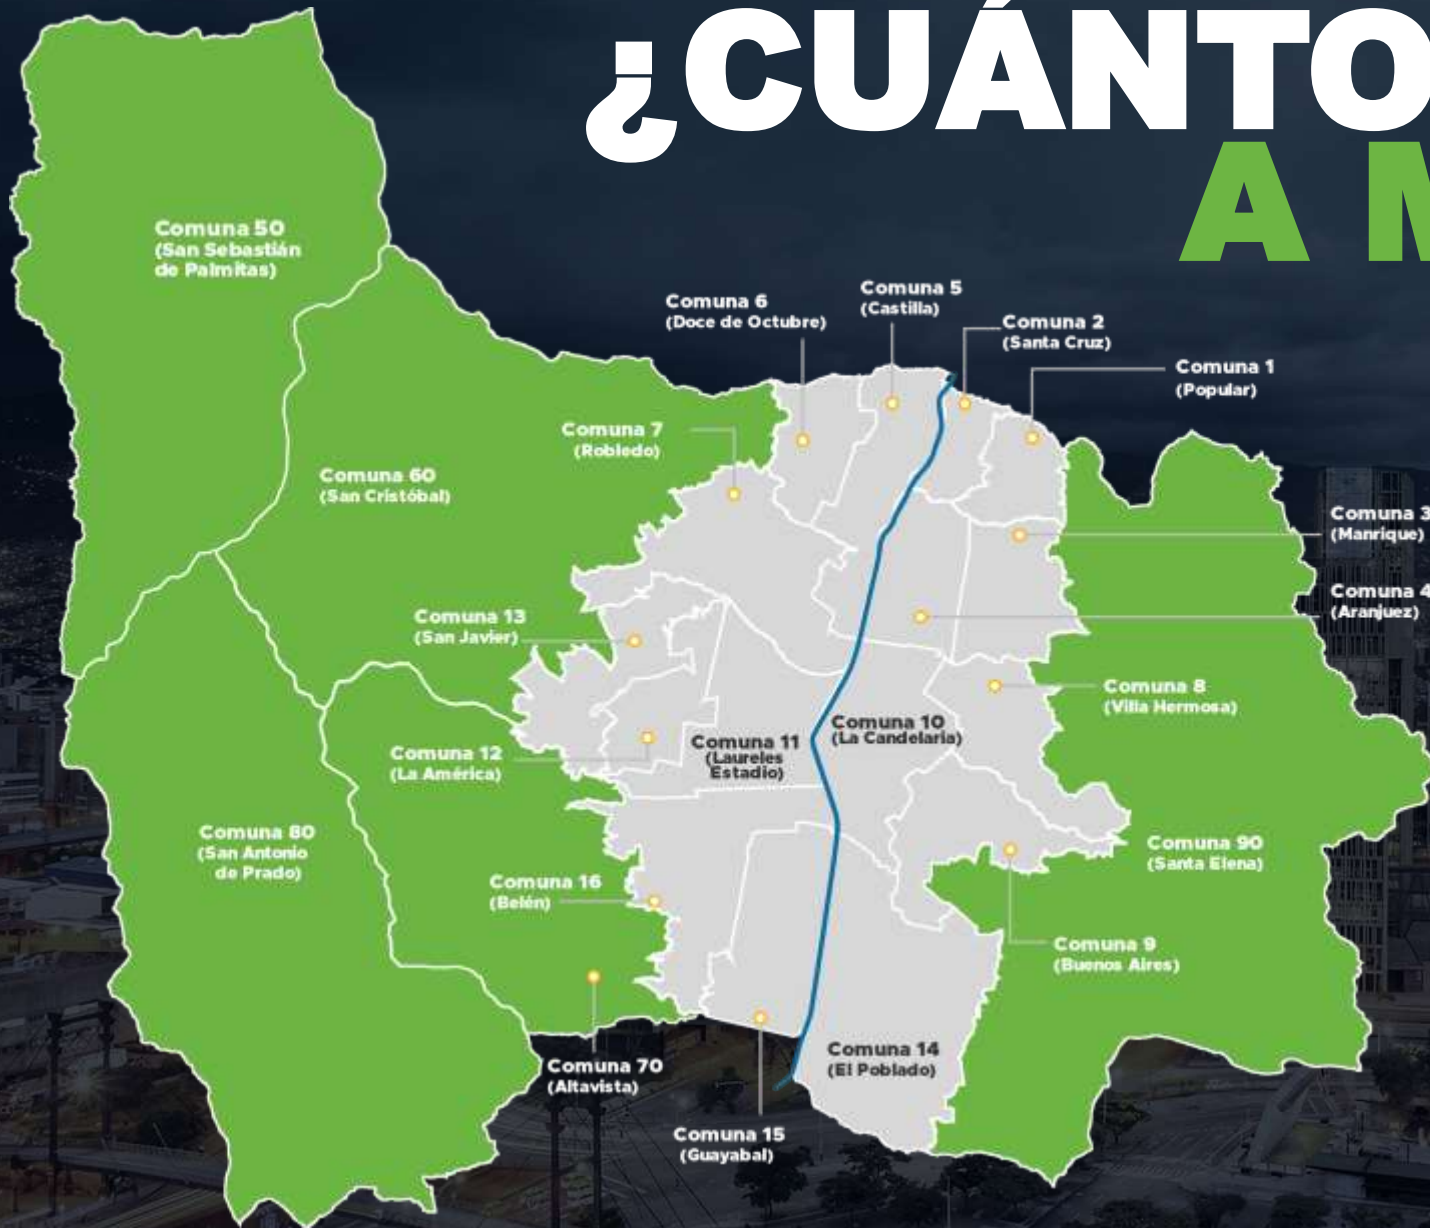 ¿CUÁNTO
A M
Comuna 50
(San Sebastián
de Palmitas)
Comuna 5
(Castilla)
Comuna 6
(Doce de Octubre)
Comuna 2
(Santa Cruz)
Comuna 1
(Popular)
Comuna 7
(Robledo)
Comuna 60
(San Cristóbal)
Comuna 3
(Manrique)
Comuna 4
(Aranjuez)
Comuna 13
(San Javier)
Comuna 8
(Villa Hermosa)
Comuna 10
(La Candelaria)
Comuna 11
(Laureles
Estadio)
Comuna 12
(La América)
Comuna 80
(San Antonio
de Prado)
Comuna 90
(Santa Elena)
Comuna 16
(Belén)
Comuna 9
(Buenos Aires)
Comuna 14
(El Poblado)
Comuna 70
(Altavista)
Comuna 15
(Guayabal)